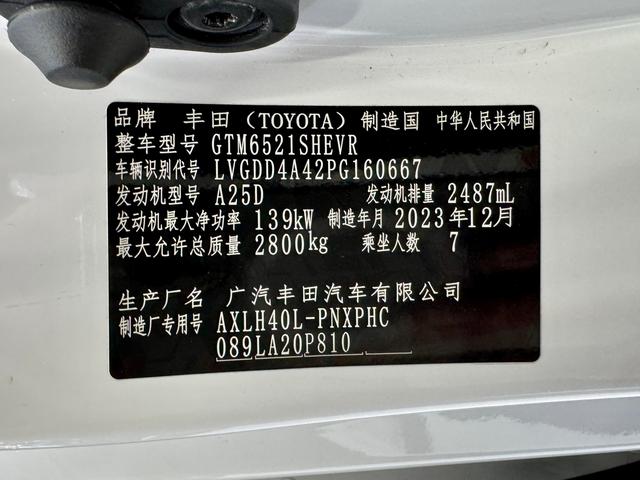 品牌 丰田（TOYOTA）制造国 中华人民共和国
整车型号 GTM6521SHEVR
车辆识别代号 LVGDD4A42PG160667
发动机型号 A25D 发动机排量 2487mL
发动机最大净功率 139kW 制造年月 2023年12月
最大允许总质量 2800kg 乘坐人数 7
生产厂名 广汽丰田汽车有限公司
制造厂专用号 AXLH40L-PNXPHC
089LA20P810